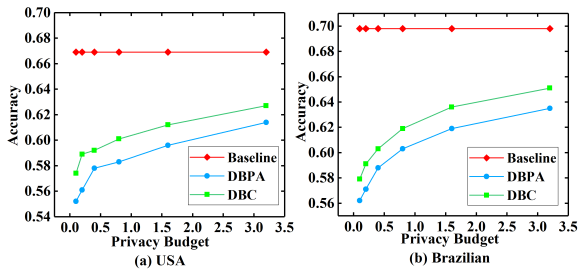 (a)
0.70
0.68
0.66
0.64
0.62
0.60
0.58
0.56
0.54
Accuracy
Baseline
DBPA
DBC
0.0 0.5 1.0 1.5 2.0 2.5 3.0 3.5
Privacy Budget
(a) USA
(b)
0.70
0.68
0.66
0.64
0.62
0.60
0.58
0.56
Accuracy
Baseline
DBPA
DBC
0.0 0.5 1.0 1.5 2.0 2.5 3.0 3.5
Privacy Budget
(b) Brazilian